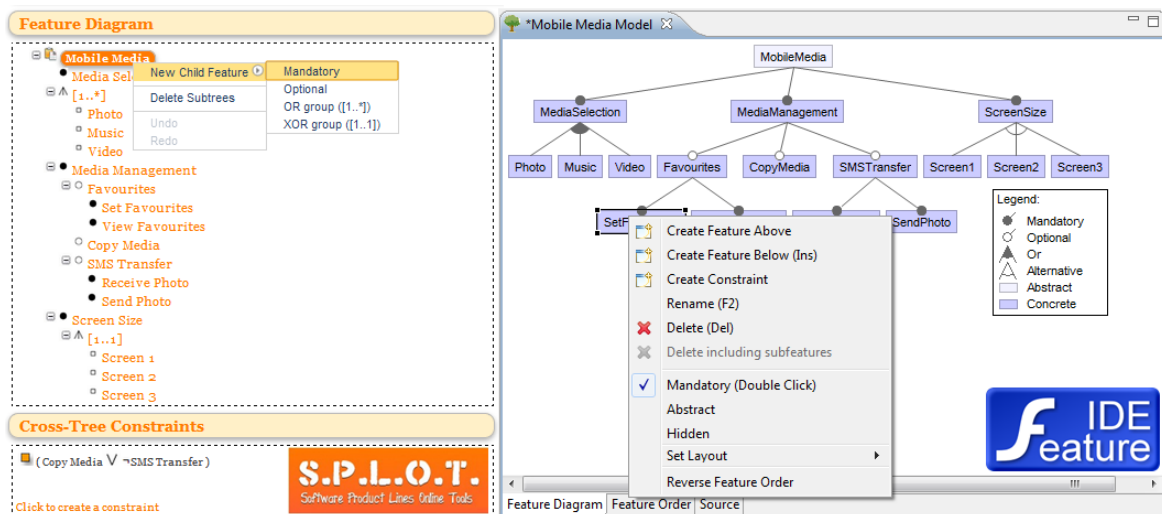 Feature Diagram
Mobile Media
Media Sel
[1..*]
Photo
Music
Video
Media Management
Favourites
Set Favourites
View Favourites
Copy Media
SMS Transfer
Receive Photo
Send Photo
Screen Size
[1..1]
Screen 1
Screen 2
Screen 3
New Child Feature
Delete Subtrees
Undo
Redo
Mandatory
Optional
OR group ([1..*])
XOR group ([1..1])
Cross-Tree Constraints
( Copy Media V ¬SMS Transfer )
Click to create a constraint
S.P.L.O.T.
Software Product Lines Online Tools
*Mobile Media Model
MobileMedia
MediaSelection MediaManagement ScreenSize
Photo Music Video Favourites CopyMedia SMSTransfer Screen1 Screen2 Screen3
SetF SendPhoto
Legend:
Mandatory
Optional
Or
Alternative
Abstract
Concrete
Create Feature Above
Create Feature Below (Ins)
Create Constraint
Rename (F2)
Delete (Del)
Delete including subfeatures
Mandatory (Double Click)
Abstract
Hidden
Set Layout
Reverse Feature Order
Feature IDE
Feature Diagram Feature Order Source